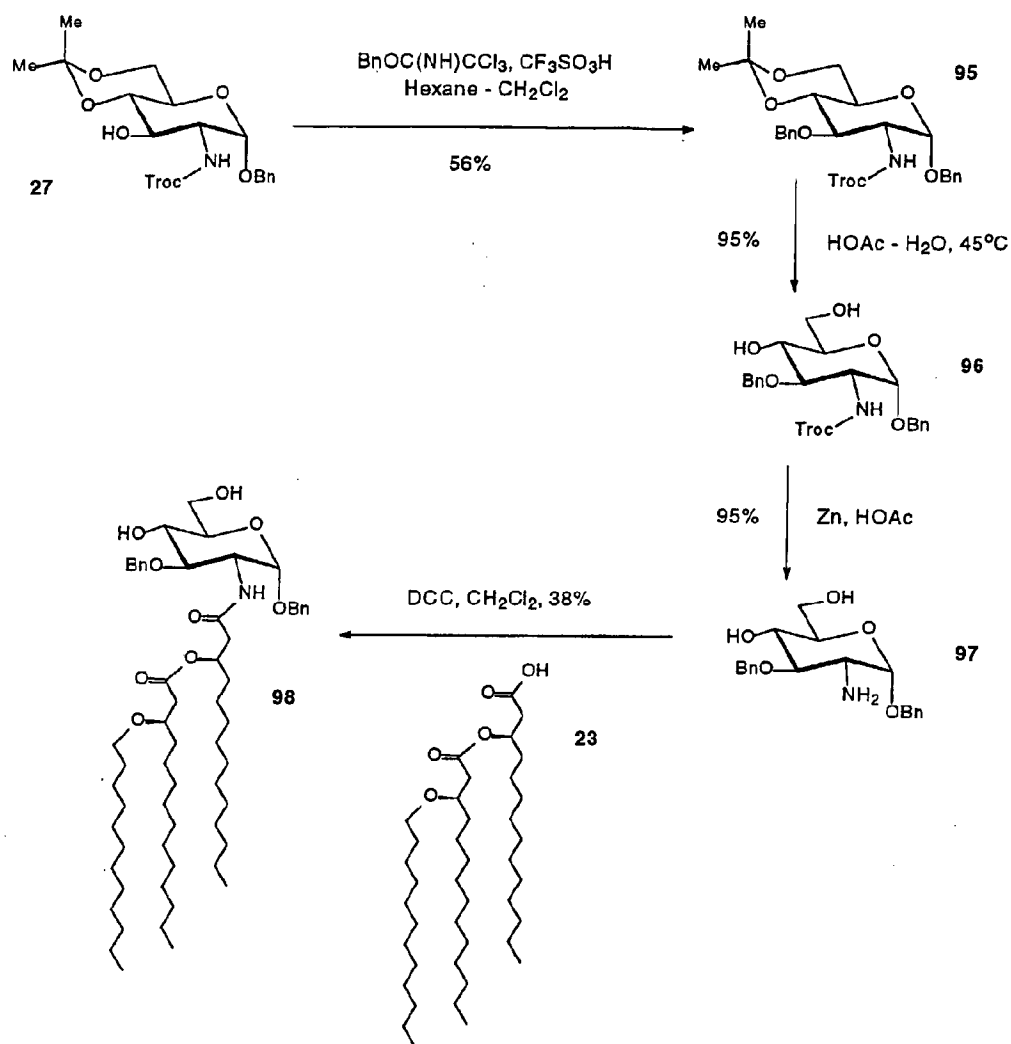 Me
Me
O
O
O
HO
NH
Troc
OBn
27
BnOC(NH)CCl3, CF3SO3H
Hexane - CH2Cl2
56%
Me
Me
O
O
O
BnO
NH
Troc
OBn
95
95%
HOAc - H2O, 45°C
OH
HO
O
BnO
NH
Troc
OBn
96
95%
Zn, HOAc
OH
HO
O
BnO
NH2
OBn
97
DCC, CH2Cl2, 38%
OH
O
O
O
O
23
OH
HO
O
BnO
NH
OBn
O
O
O
O
98